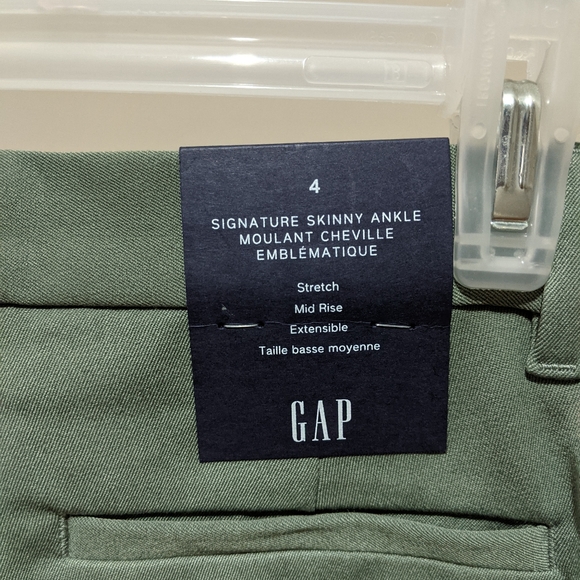 4
SIGNATURE SKINNY ANKLE
MOULANT CHEVILLE
EMBLÉMATIQUE
Stretch
Mid Rise
Extensible
Taille basse moyenne
GAP